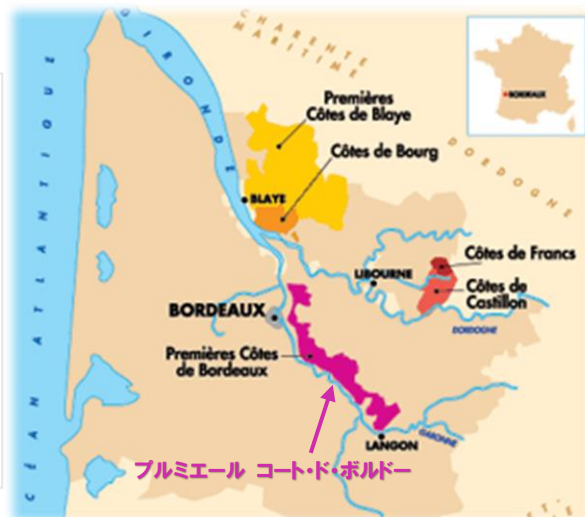 CHARENTE
MARITIME
GIRONDE
BORDEAUX
Premières
Côtes de Blaye
Côtes de Bourg
DORDOGNE
BLAYE
CÉAN ATLANTIQUE
Côtes de Francs
LIBOURNE
Côtes de
Castillon
BORDEAUX
DORDOGNE
Premières Côtes
de Bordeaux
GARONNE
LANGON
プルミエール コート・ド・ボルドー